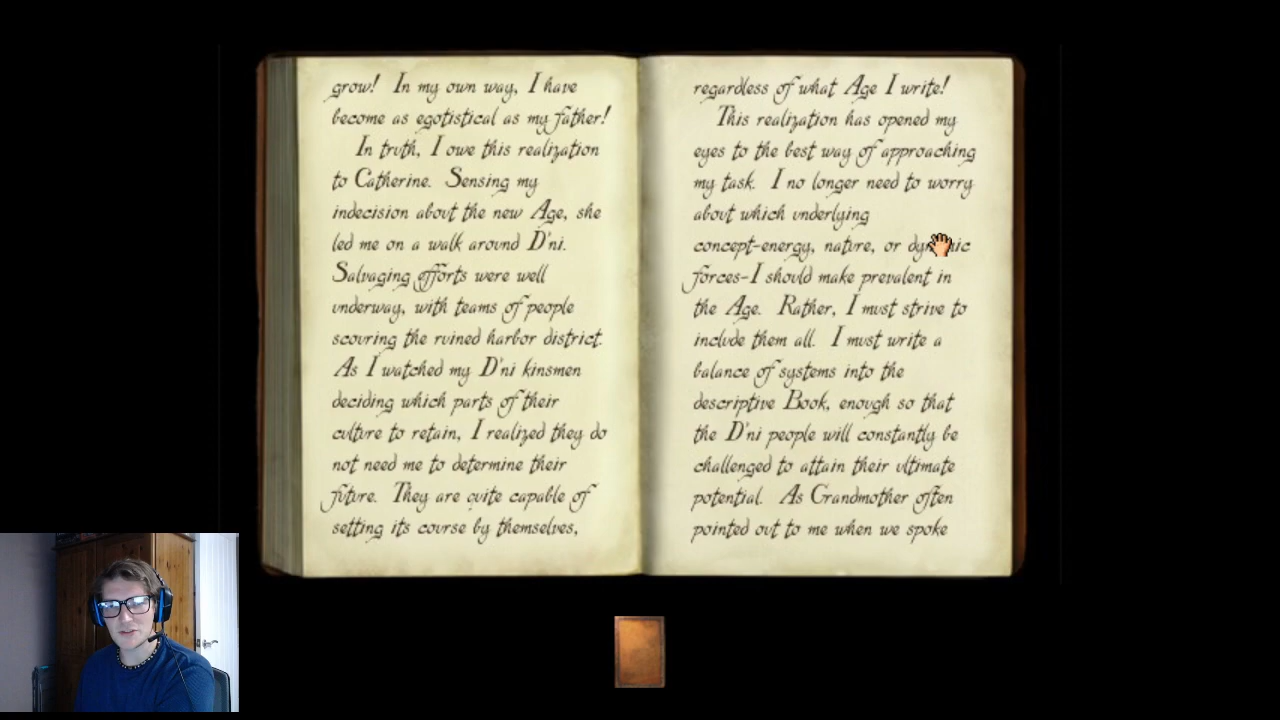 grow! In my own way, I have
become as egotistical as my father!
In truth, I owe this realization
to Catherine. Sensing my
indecision about the new Age, she
led me on a walk around D'ni.
Salvaging efforts were well
underway, with teams of people
scouring the ruined harbor district.
As I watched my D'ni kinsmen
deciding which parts of their
culture to retain, I realized they do
not need me to determine their
future. They are quite capable of
setting its course by themselves,
regardless of what Age I write!
This realization has opened my
eyes to the best way of approaching
my task. I no longer need to worry
about which underlying
concept-energy, nature, or dynamic
forces-I should make prevalent in
the Age. Rather, I must strive to
include them all. I must write a
balance of systems into the
descriptive Book, enough so that
the D'ni people will constantly be
challenged to attain their ultimate
potential. As Grandmother often
pointed out to me when we spoke